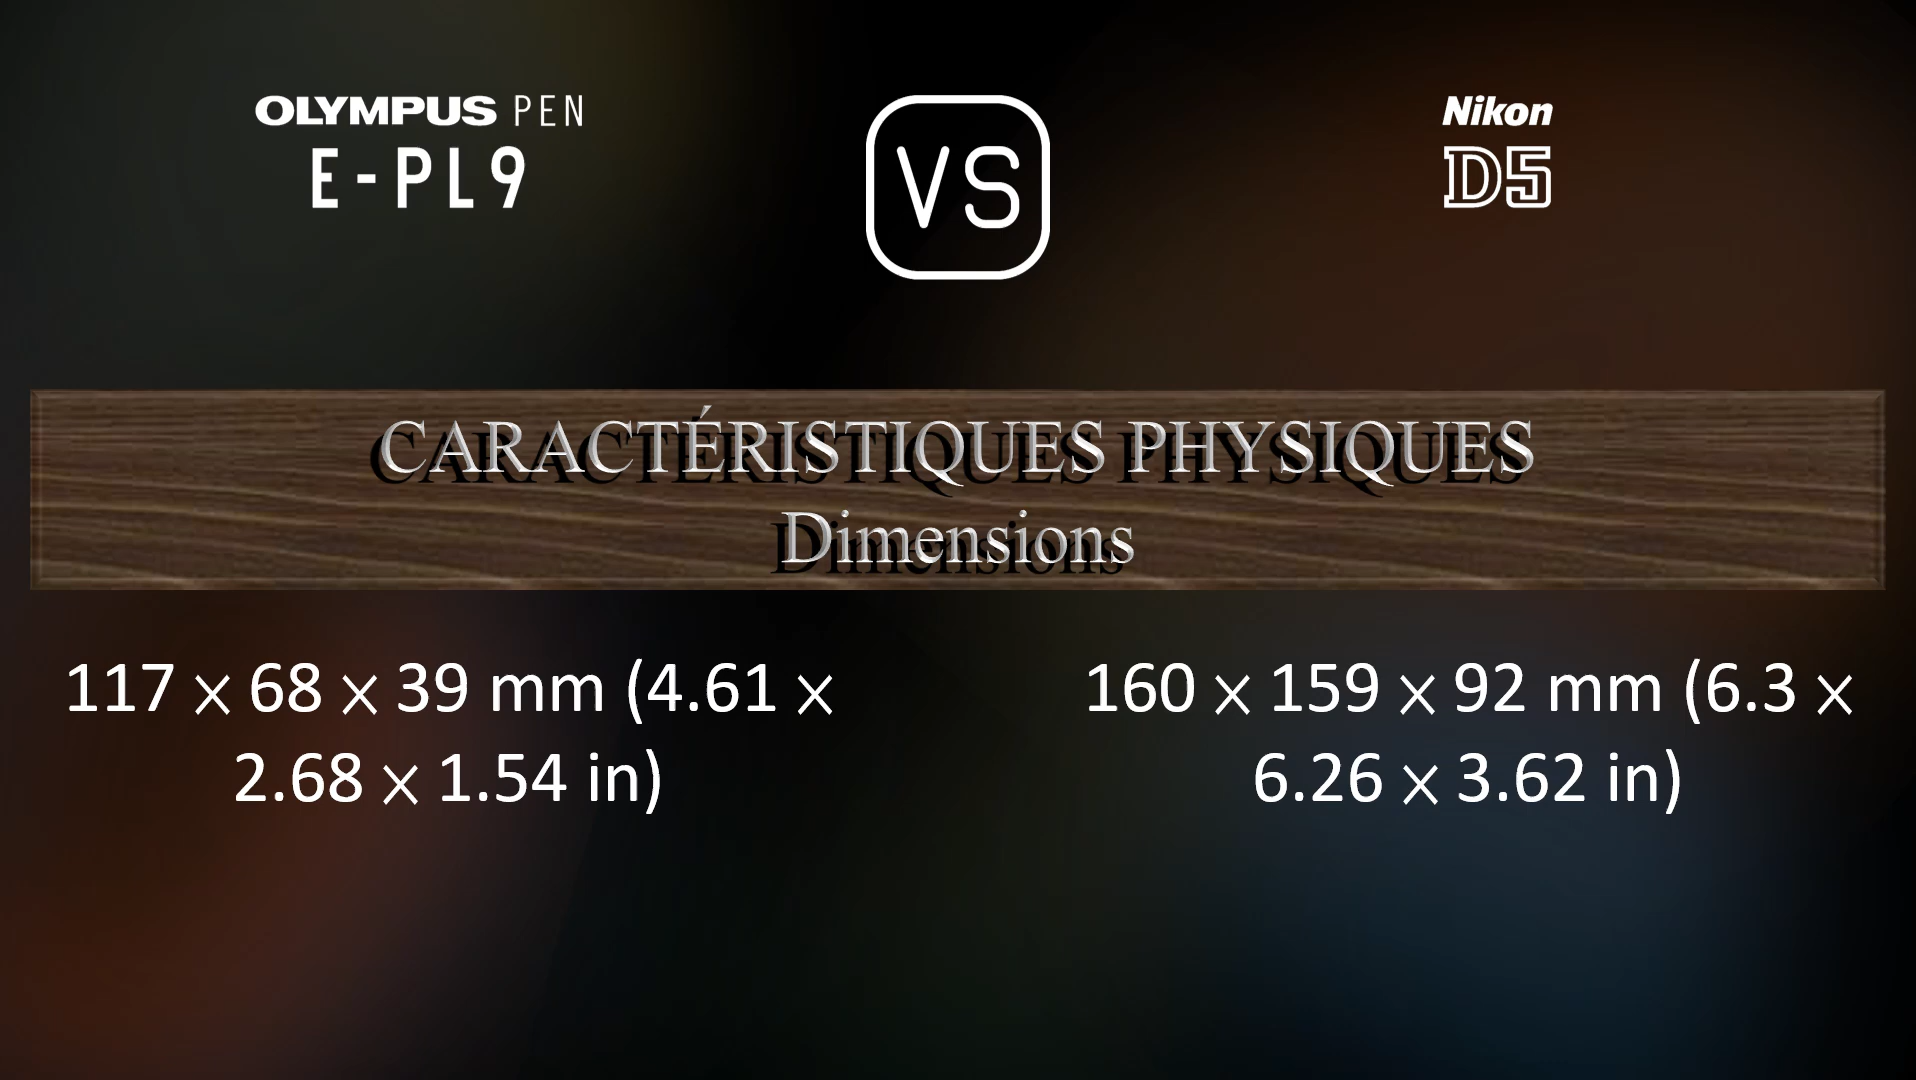 OLYMPUS PEN
E-PL9
VS
Nikon
D5
CARACTÉRISTIQUES PHYSIQUES
Dimensions
117 x 68 x 39 mm (4.61 x
2.68 x 1.54 in)
160 x 159 x 92 mm (6.3 x
6.26 x 3.62 in)